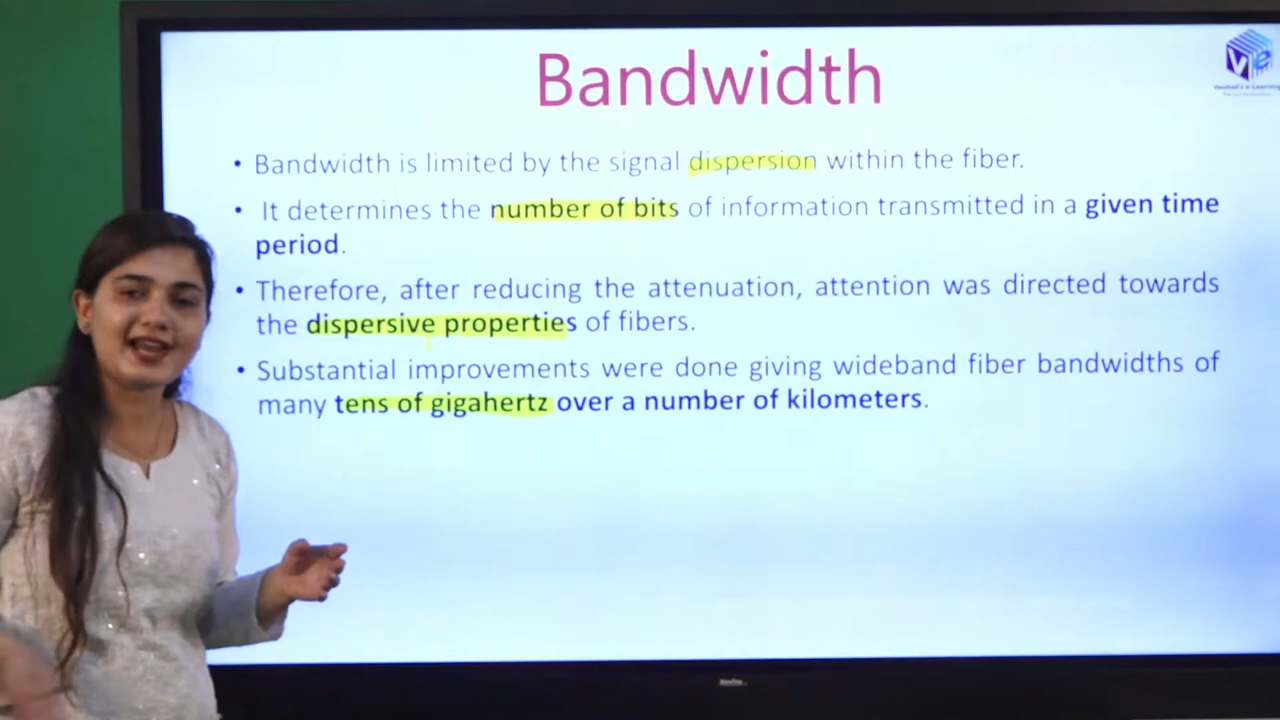 Bandwidth
• Bandwidth is limited by the signal dispersion within the fiber.
• It determines the number of bits of information transmitted in a given time
period.
• Therefore, after reducing the attenuation, attention was directed towards
the dispersive properties of fibers.
• Substantial improvements were done giving wideband fiber bandwidths of
many tens of gigahertz over a number of kilometers.
Ve